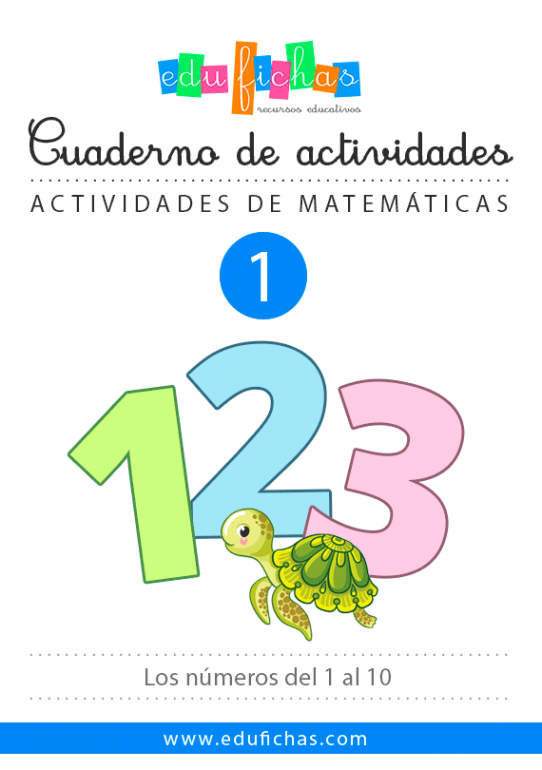 edufichas
recursos educativos
Cuaderno de actividades
ACTIVIDADES DE MATEMÁTICAS
1
123
Los números del 1 al 10
www.edufichas.com